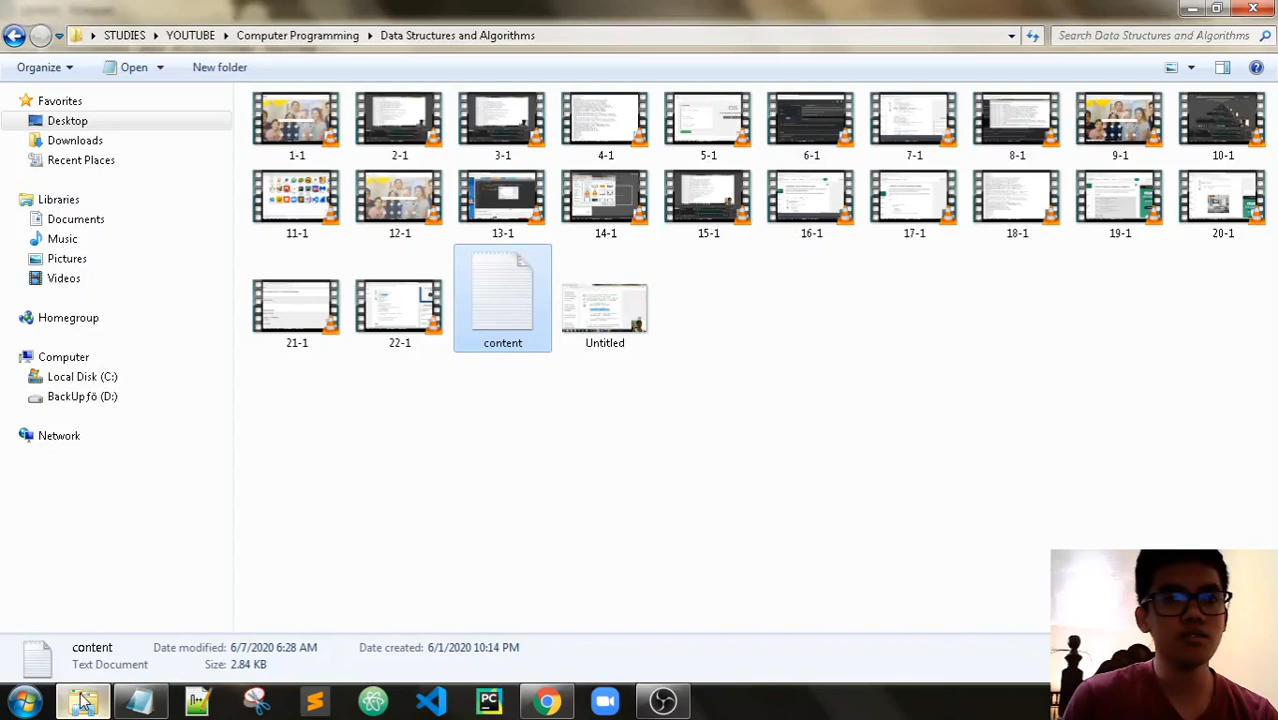 STUDIES YOUTUBE Computer Programming Data Structures and Algorithms Search Data Structures and Algorithms
Organize Open New folder
Favorites
Desktop
Downloads
Recent Places
Libraries
Documents
Music
Pictures
Videos
Homegroup
Computer
Local Disk (C:)
BackUpƒö (D:)
Network
1-1 2-1 3-1 4-1 5-1 6-1 7-1 8-1 9-1 10-1
11-1 12-1 13-1 14-1 15-1 16-1 17-1 18-1 19-1 20-1
21-1 22-1 content Untitled
content Date modified: 6/7/2020 6:28 AM Date created: 6/1/2020 10:14 PM
Text Document Size: 2.84 KB
PC